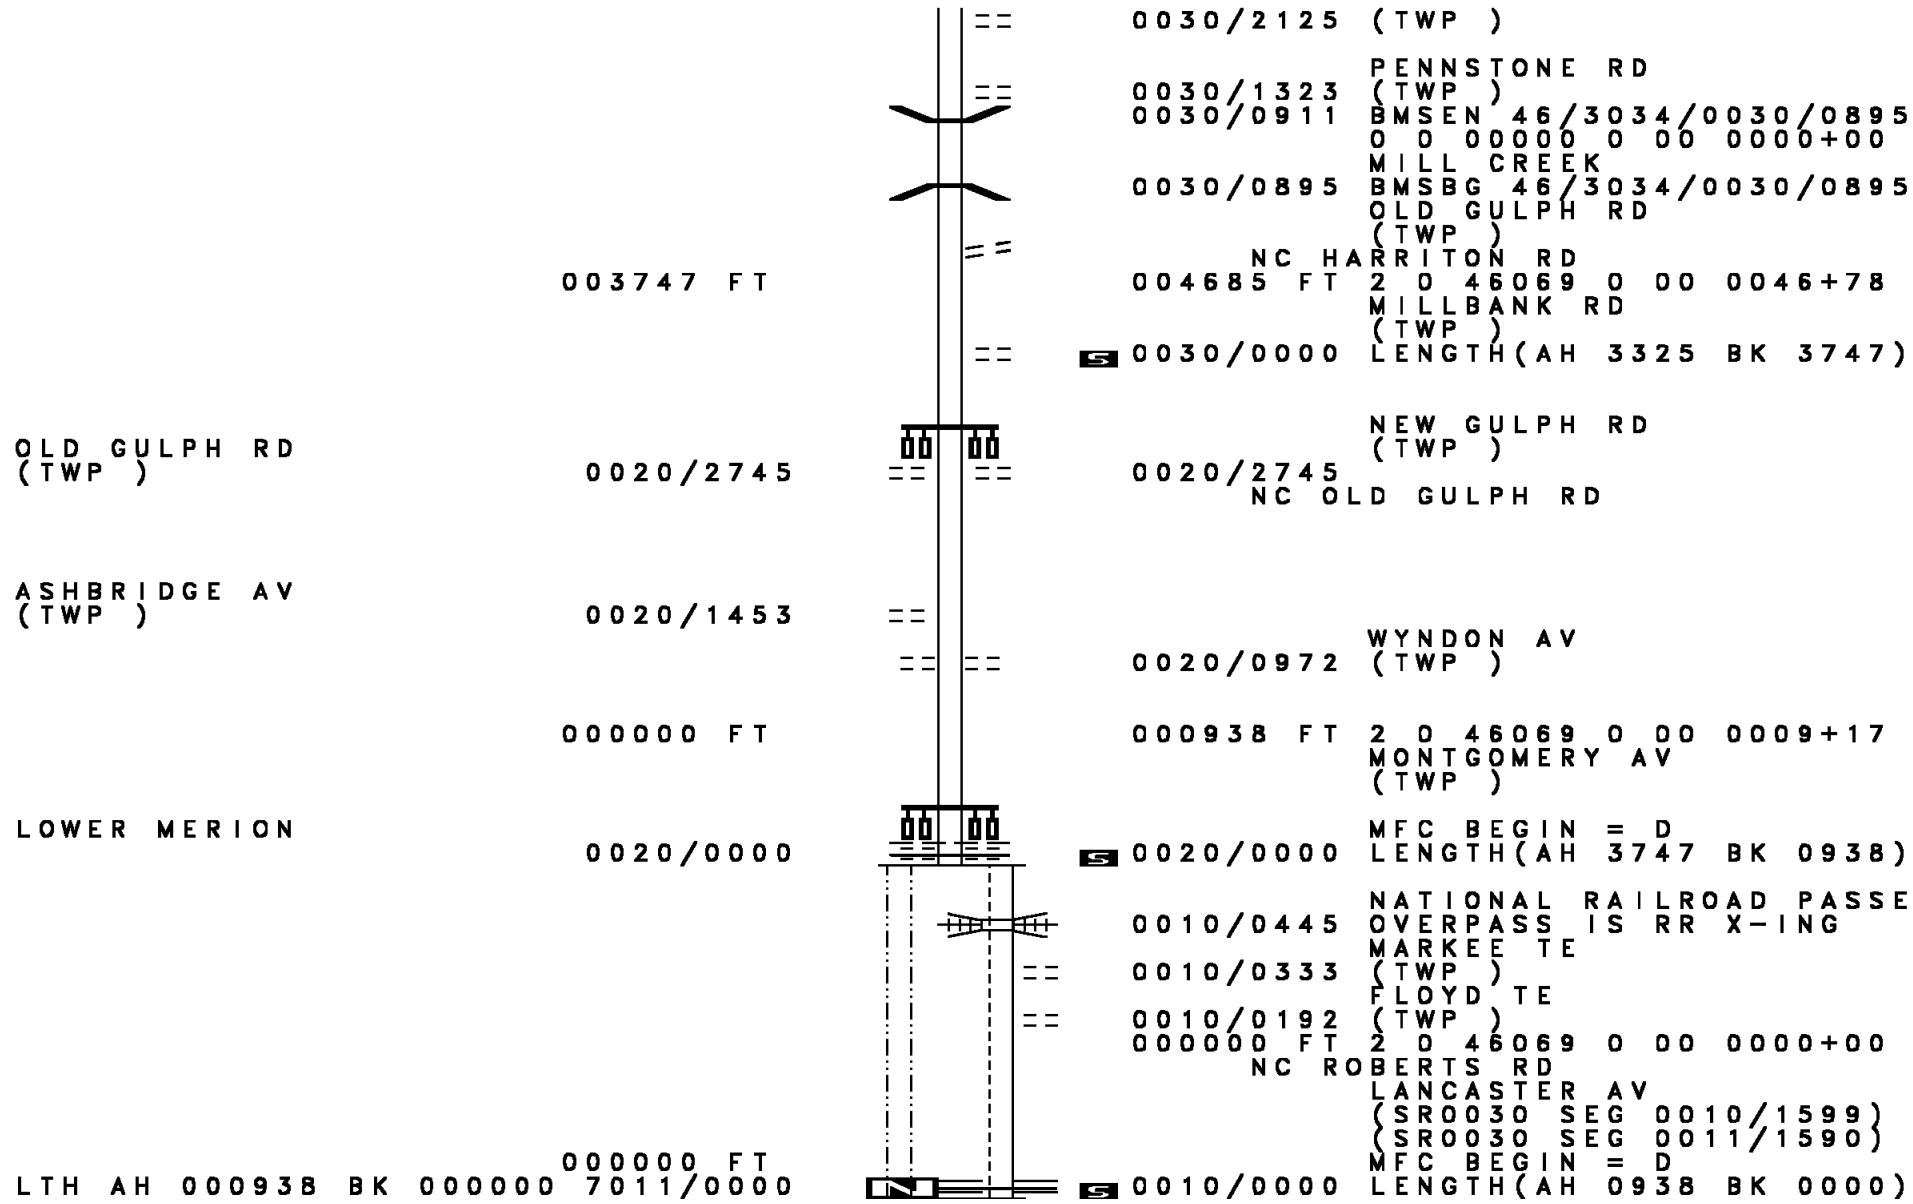 0030/2125 (TWP )
PENNSTONE RD
0030/1323 (TWP )
0030/0911 BMSEN 46/3034/0030/0895
0 0 00000 0 00 0000+00
MILL CREEK
0030/0895 BMSBG 46/3034/0030/0895
OLD GULPH RD
(TWP )
NC HARRITON RD
003747 FT 004685 FT 2 0 46069 0 00 0046+78
MILLBANK RD
(TWP )
S 0030/0000 LENGTH(AH 3325 BK 3747)
NEW GULPH RD
OLD GULPH RD (TWP )
(TWP ) 0020/2745 0020/2745
NC OLD GULPH RD
ASHBRIDGE AV
(TWP ) 0020/1453
WYNDON AV
0020/0972 (TWP )
000000 FT 000938 FT 2 0 46069 0 00 0009+17
MONTGOMERY AV
(TWP )
LOWER MERION MFC BEGIN = D
0020/0000 S 0020/0000 LENGTH(AH 3747 BK 0938)
NATIONAL RAILROAD PASSE
0010/0445 OVERPASS IS RR X-ING
MARKEE TE
0010/0333 (TWP )
FLOYD TE
0010/0192 (TWP )
000000 FT 2 0 46069 0 00 0000+00
NC ROBERTS RD
LANCASTER AV
(SR0030 SEG 0010/1599)
(SR0030 SEG 0011/1590)
000000 FT MFC BEGIN = D
LTH AH 000938 BK 000000 7011/0000 S 0010/0000 LENGTH(AH 0938 BK 0000)